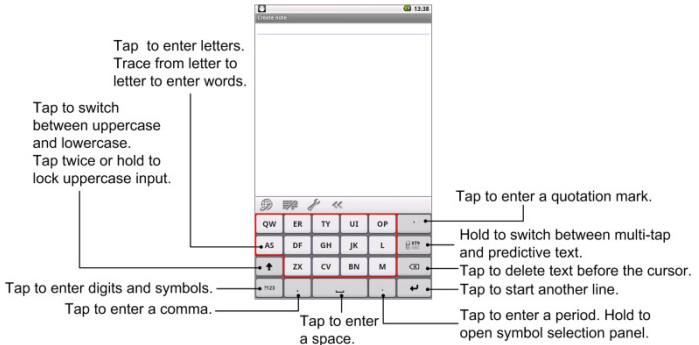 13:38
Create note
Tap to enter letters.
Trace from letter to
letter to enter words.
Tap to switch
between uppercase
and lowercase.
Tap twice or hold to
lock uppercase input.
Tap to enter a quotation mark.
QW ER TY UI OP '
Hold to switch between multi-tap
and predictive text.
AS DF GH JK L
ZX CV BN M
Tap to delete text before the cursor.
Tap to enter digits and symbols.
?123 , .
Tap to start another line.
Tap to enter a comma.
Tap to enter
a space.
Tap to enter a period. Hold to
open symbol selection panel.